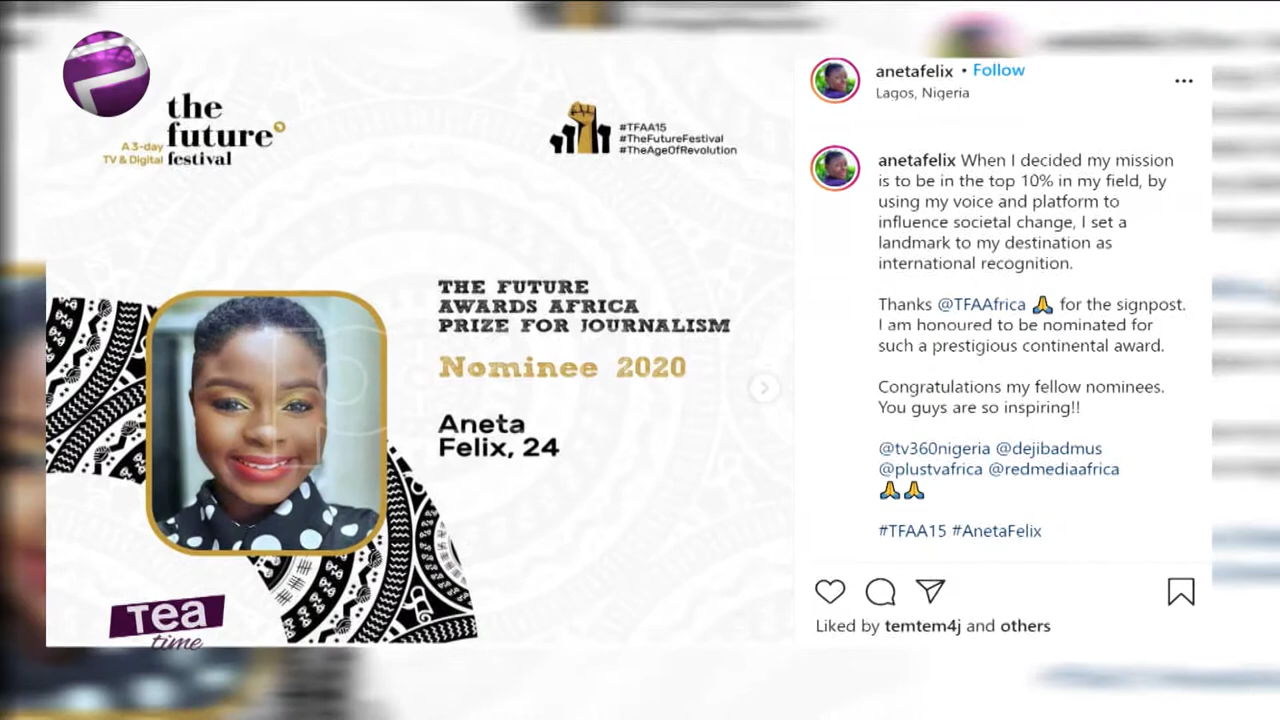 the
future
festival
A 3-day
TV & Digital
#TFAA15
#TheFutureFestival
#TheAgeOfRevolution
THE FUTURE
AWARDS AFRICA
PRIZE FOR JOURNALISM
Nominee 2020
Aneta
Felix, 24
Tea
time
anetafelix • Follow
Lagos, Nigeria
anetafelix When I decided my mission
is to be in the top 10% in my field, by
using my voice and platform to
influence societal change, I set a
landmark to my destination as
international recognition.
Thanks @TFAAfrica 🙏 for the signpost.
I am honoured to be nominated for
such a prestigious continental award.
Congratulations my fellow nominees.
You guys are so inspiring!!
@tv360nigeria @dejibadmus
@plustvafrica @redmediaafrica
🙏🙏
#TFAA15 #AnetaFelix
Liked by temtem4j and others